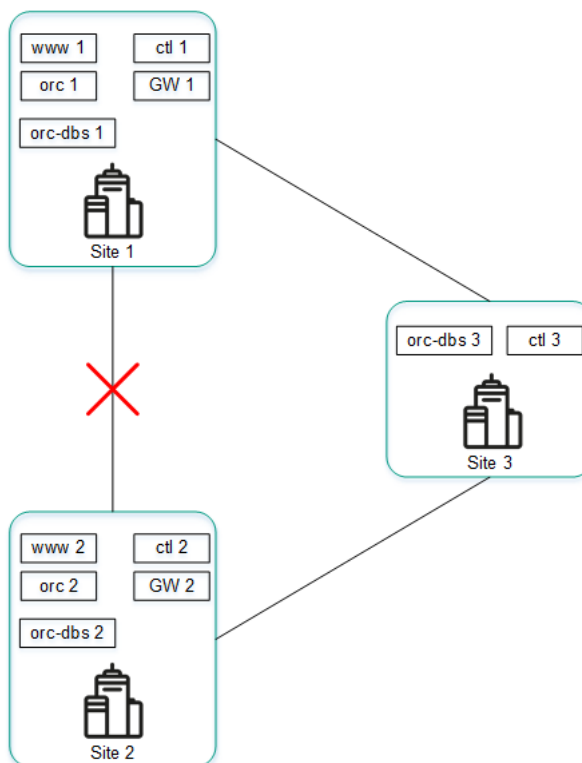 www 1
ctl 1
orc 1
GW 1
orc-dbs 1
Site 1
orc-dbs 3
ctl 3
Site 3
www 2
ctl 2
orc 2
GW 2
orc-dbs 2
Site 2